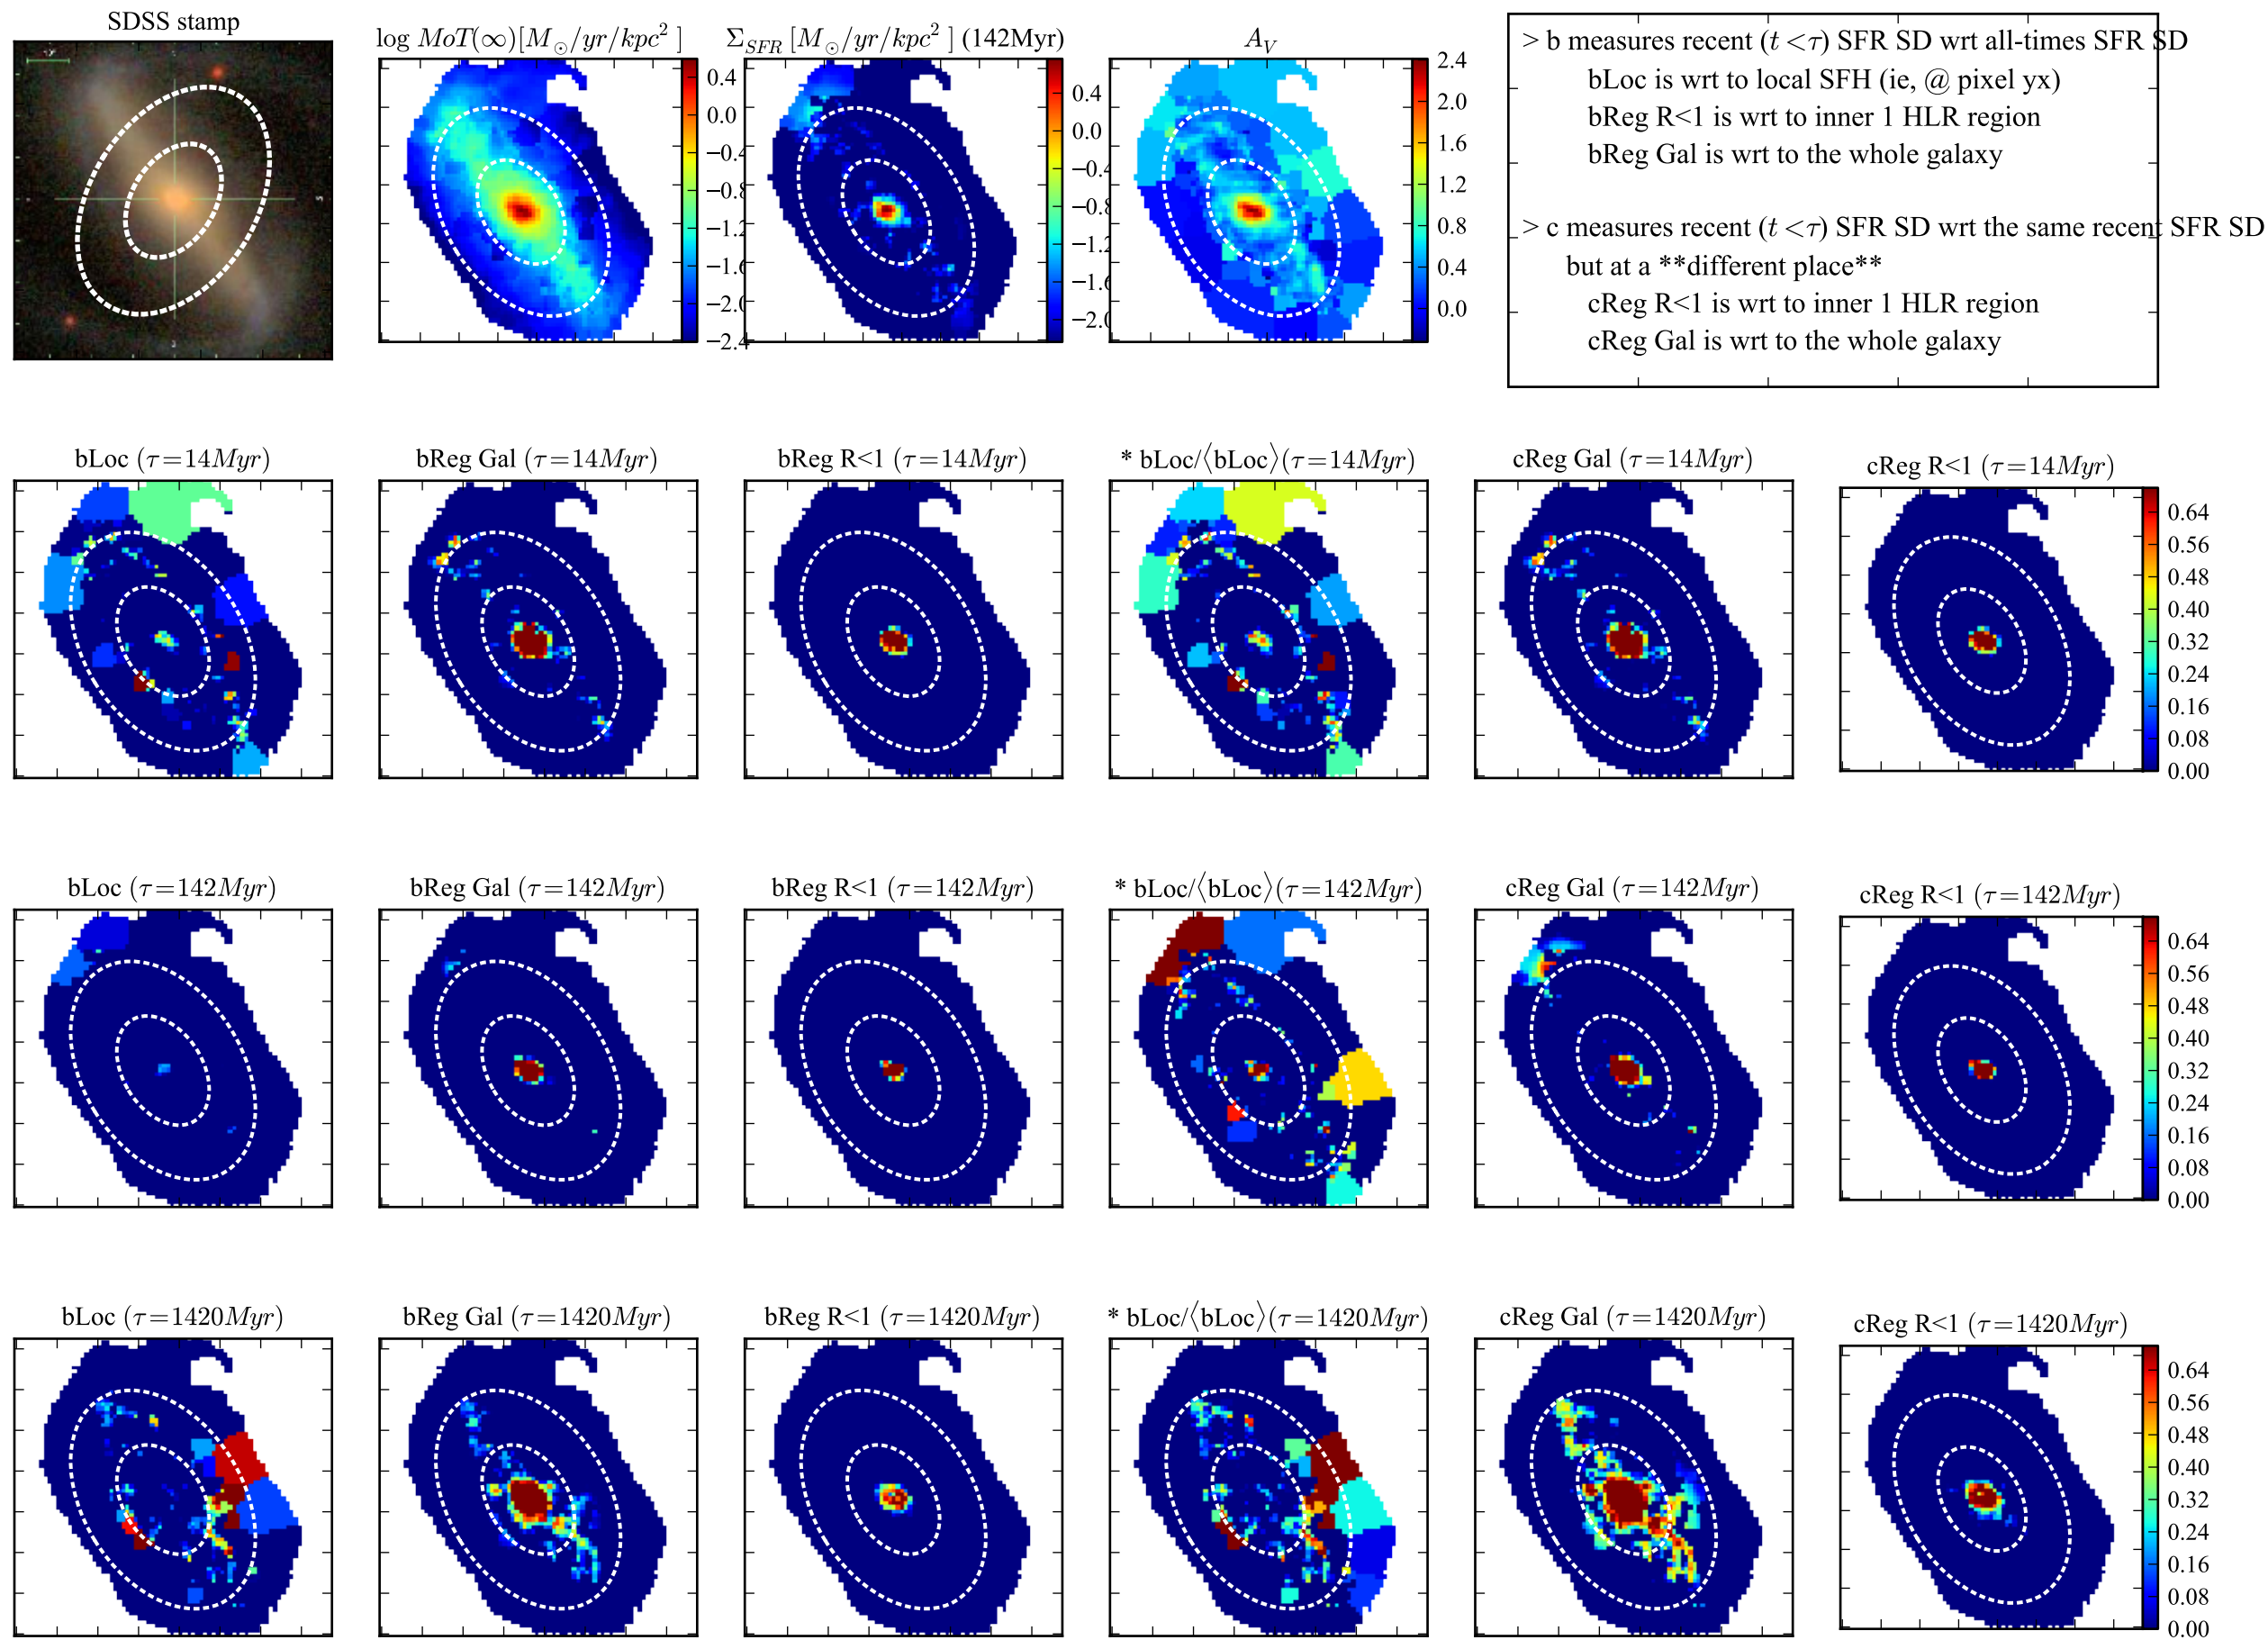 SDSS stamp
log MoT(∞)[M⊙/yr/kpc²]
Σ_SFR [M⊙/yr/kpc²] (142Myr)
A_V
0.4
0.0
−0.4
−0.8
−1.2
−1.6
−2.0
−2.4
0.4
0.0
−0.4
−0.8
−1.2
−1.6
−2.0
2.4
2.0
1.6
1.2
0.8
0.4
0.0
> b measures recent (t<τ) SFR SD wrt all-times SFR SD
bLoc is wrt to local SFH (ie, @ pixel yx)
bReg R<1 is wrt to inner 1 HLR region
bReg Gal is wrt to the whole galaxy
> c measures recent (t<τ) SFR SD wrt the same recent SFR SD
but at a **different place**
cReg R<1 is wrt to inner 1 HLR region
cReg Gal is wrt to the whole galaxy
bLoc (τ=14Myr)
bReg Gal (τ=14Myr)
bReg R<1 (τ=14Myr)
* bLoc/⟨bLoc⟩(τ=14Myr)
cReg Gal (τ=14Myr)
cReg R<1 (τ=14Myr)
0.64
0.56
0.48
0.40
0.32
0.24
0.16
0.08
0.00
bLoc (τ=142Myr)
bReg Gal (τ=142Myr)
bReg R<1 (τ=142Myr)
* bLoc/⟨bLoc⟩(τ=142Myr)
cReg Gal (τ=142Myr)
cReg R<1 (τ=142Myr)
0.64
0.56
0.48
0.40
0.32
0.24
0.16
0.08
0.00
bLoc (τ=1420Myr)
bReg Gal (τ=1420Myr)
bReg R<1 (τ=1420Myr)
* bLoc/⟨bLoc⟩(τ=1420Myr)
cReg Gal (τ=1420Myr)
cReg R<1 (τ=1420Myr)
0.64
0.56
0.48
0.40
0.32
0.24
0.16
0.08
0.00